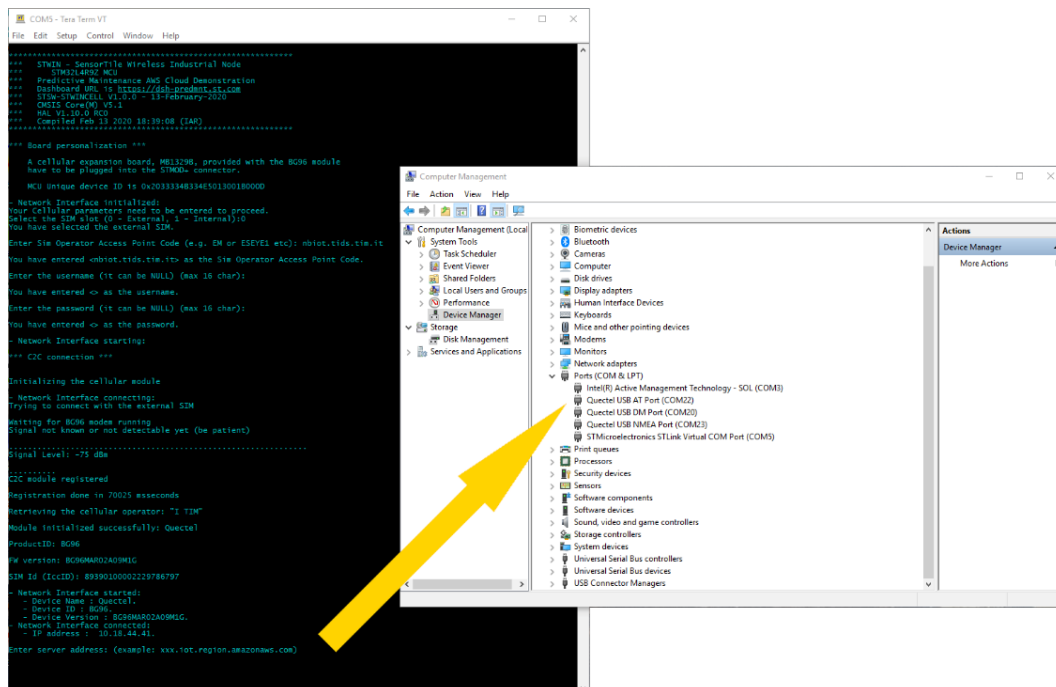 COM5 - Tera Term VT
File Edit Setup Control Window Help
****************************************************************
*** STWIN - SensorTile Wireless Industrial Node
*** STM32L4R9Z MCU
*** Predictive Maintenance AWS Cloud Demonstration
*** Dashboard URL is https://dsh-predmnt.st.com
*** STSW-STWINCELL V1.0.0 - 13-February-2020
*** CMSIS Core(M) V5.1
*** HAL V1.10.0 RC0
*** Compiled Feb 13 2020 18:39:08 (IAR)
****************************************************************
*** Board personalization ***
A cellular expansion board, MB1329B, provided with the BG96 module
have to be plugged into the STMOD+ connector.
- Network Interface initialized:
Your Cellular parameters need to be entered to proceed.
Select the SIM slot (0 - External, 1 - Internal):0
You have selected the external SIM.
Enter Sim Operator Access Point Code (e.g. EM or ESEYE1 etc): nbiot.tids.tim.it
You have entered <nbiot.tids.tim.it> as the Sim Operator Access Point Code.
Enter the username (it can be NULL) (max 16 char):
You have entered <> as the username.
Enter the password (it can be NULL) (max 16 char):
You have entered <> as the password.
- Network Interface starting:
*** C2C connection ***
Initializing the cellular module
- Network Interface connecting:
Trying to connect with the external SIM
Waiting for BG96 modem running
Signal not known or not detectable yet (be patient)
Signal Level: -75 dBm
..........
C2C module registered
Registration done in 70025 msseconds
Retrieving the cellular operator: "I TIM"
Module initialized successfully: Quectel
ProductID: BG96
FW version: BG96MAR02A09M1G
SIM Id (IccID): 89390100002229786797
- Network Interface started:
- Device Name : Quectel.
- Device ID : BG96.
- Device Version : BG96MAR02A09M1G.
- Network Interface connected:
- IP address : 10.18.44.41.
Enter server address: (example: xxx.iot.region.amazonaws.com)
Computer Management
File Action View Help
Computer Management (Local
System Tools
Task Scheduler
Event Viewer
Shared Folders
Local Users and Groups
Performance
Device Manager
Storage
Disk Management
Services and Applications
Biometric devices
Bluetooth
Cameras
Computer
Disk drives
Display adapters
Human Interface Devices
Keyboards
Mice and other pointing devices
Modems
Monitors
Network adapters
Ports (COM & LPT)
Intel(R) Active Management Technology - SOL (COM3)
Quectel USB AT Port (COM22)
Quectel USB DM Port (COM20)
Quectel USB NMEA Port (COM23)
STMicroelectronics STLink Virtual COM Port (COM5)
Print queues
Processors
Security devices
Sensors
Software components
Software devices
Sound, video and game controllers
Storage controllers
System devices
Universal Serial Bus controllers
Universal Serial Bus devices
USB Connector Managers
Actions
Device Manager
More Actions